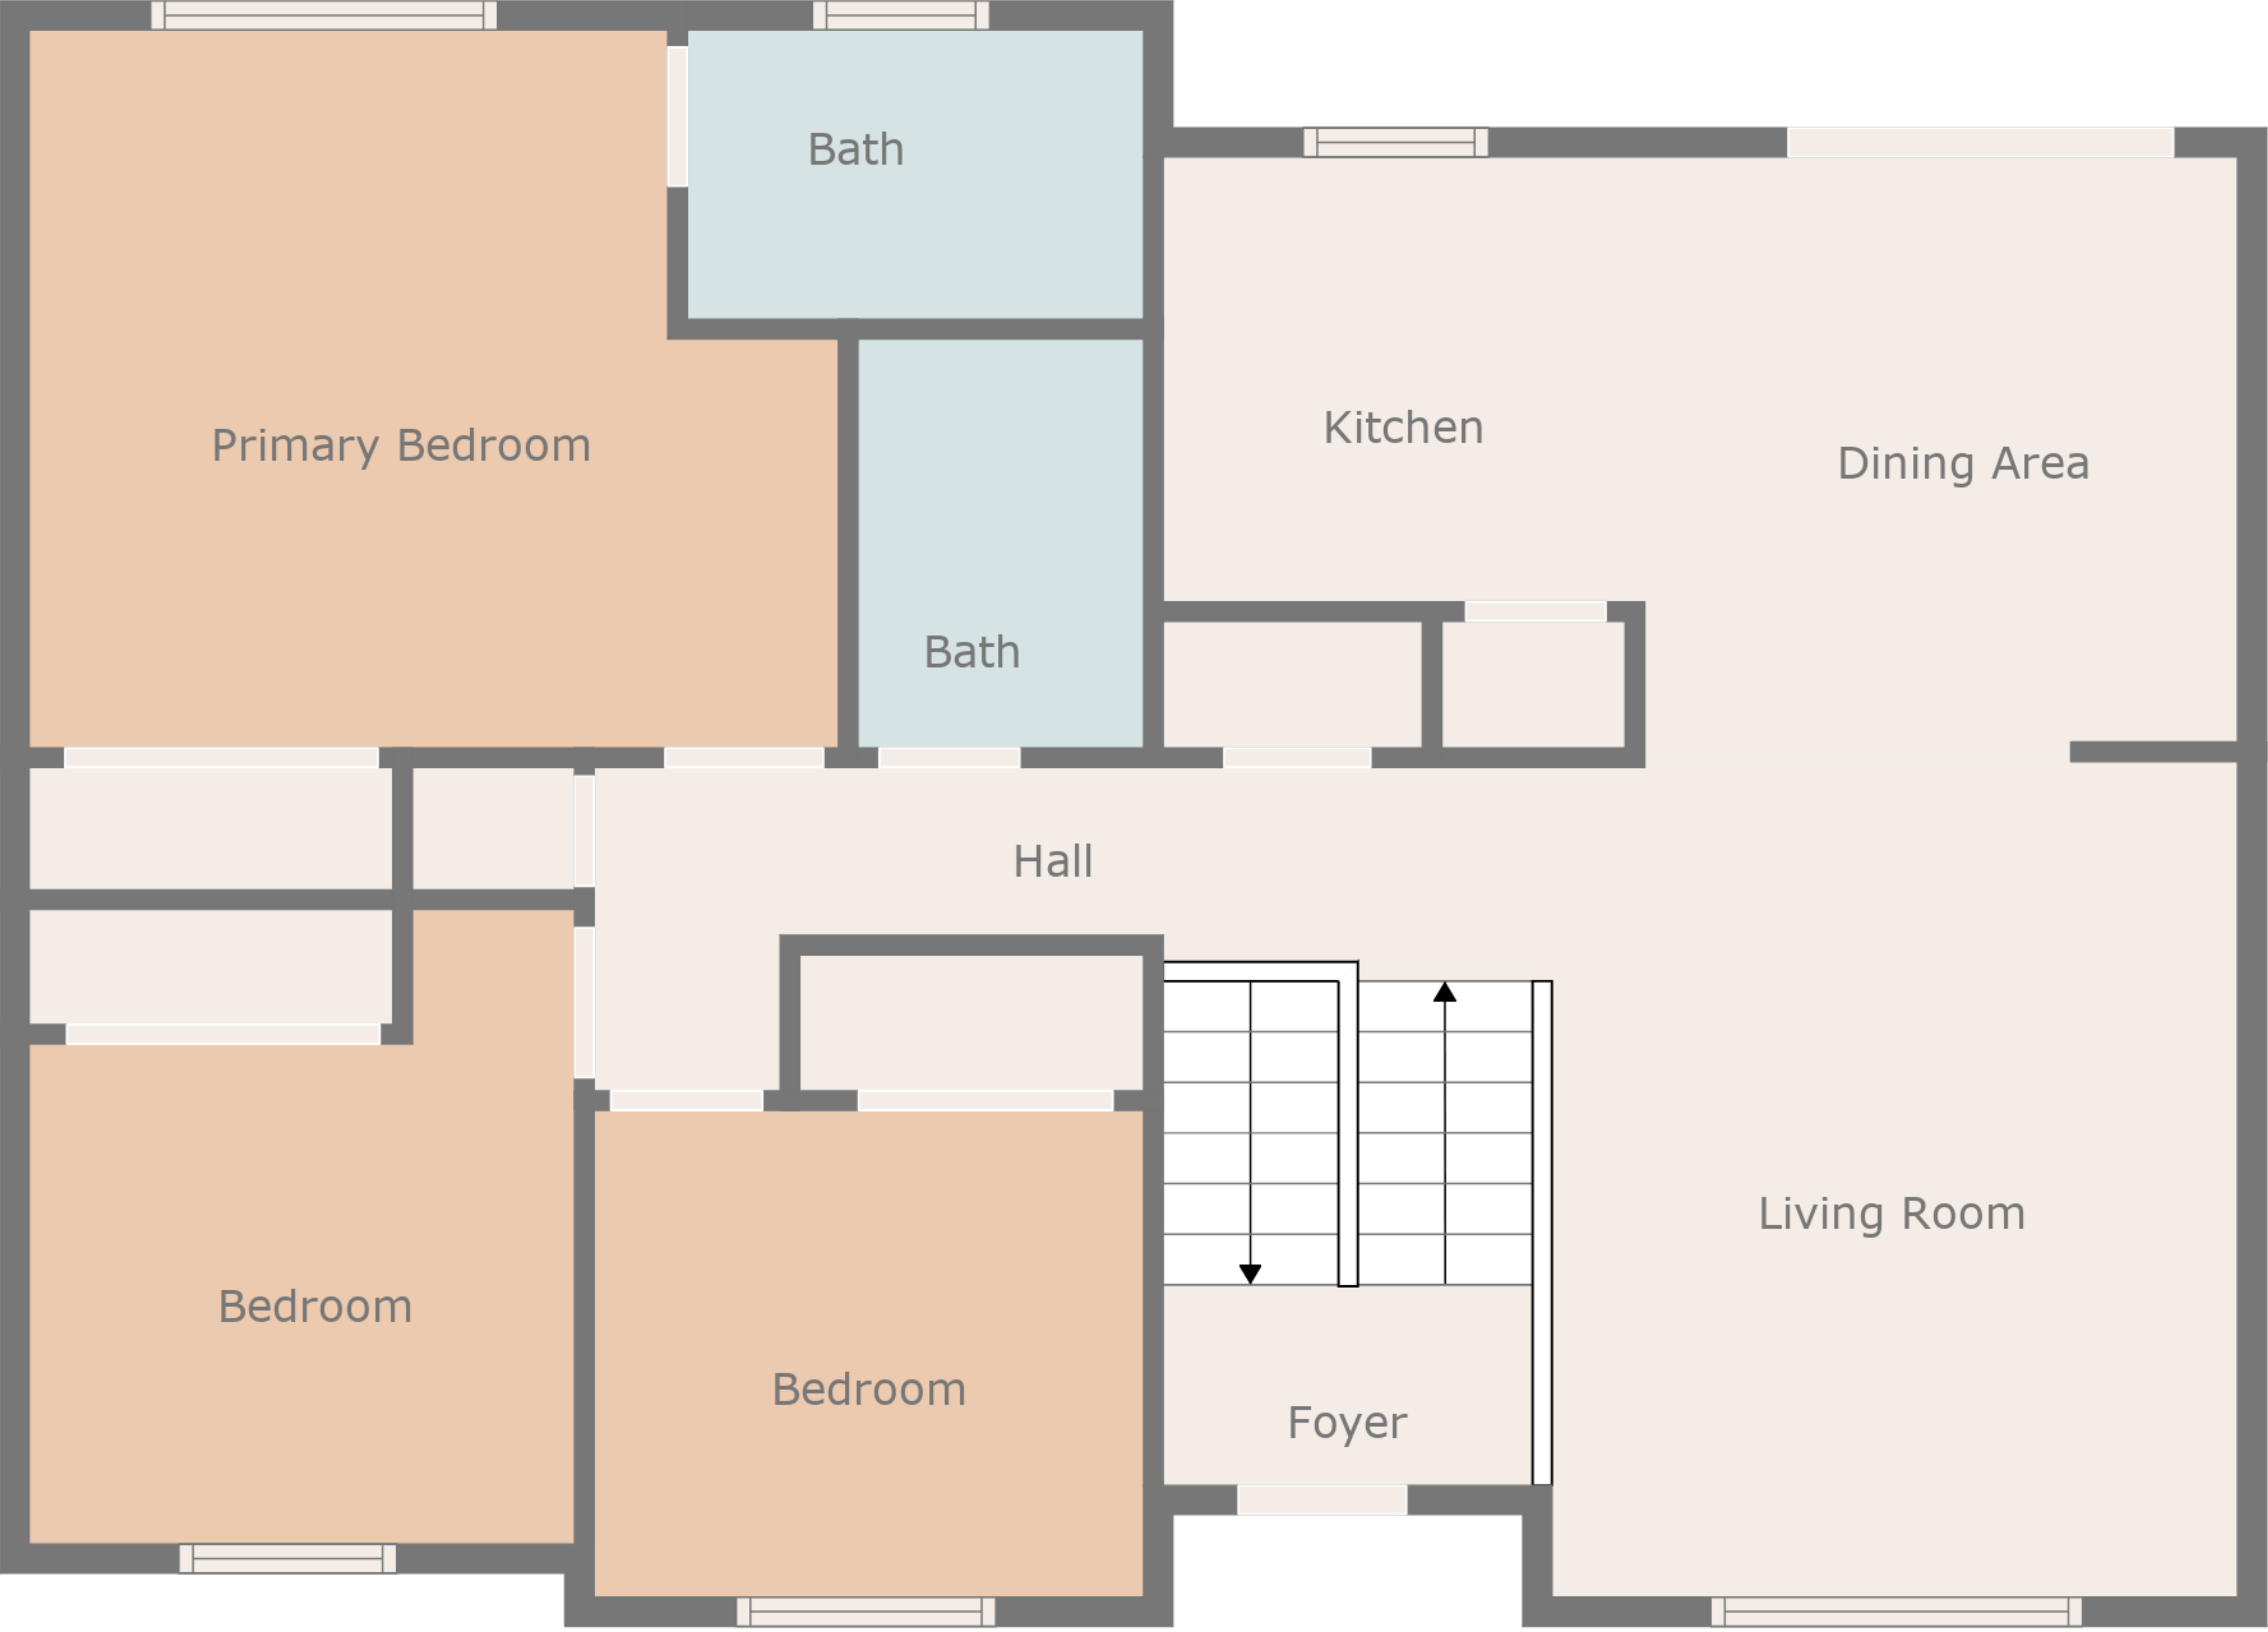 Bath
Kitchen
Primary Bedroom
Dining Area
Bath
Hall
Living Room
Bedroom
Bedroom
Foyer